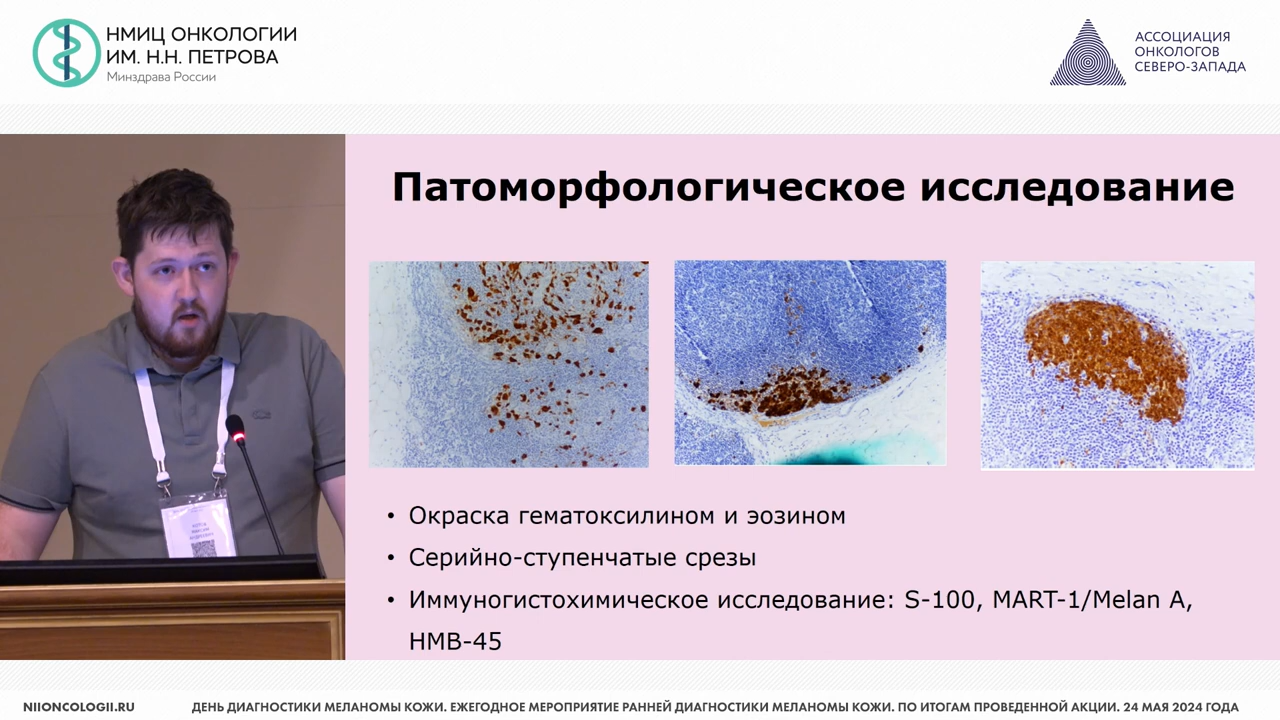 НМИЦ ОНКОЛОГИИ
ИМ. Н.Н. ПЕТРОВА
Минздрава России
АССОЦИАЦИЯ
ОНКОЛОГОВ
СЕВЕРО-ЗАПАДА
Патоморфологическое исследование
• Окраска гематоксилином и эозином
• Серийно-ступенчатые срезы
• Иммуногистохимическое исследование: S-100, MART-1/Melan A,
HMB-45
NIIONCOLOGII.RU
ДЕНЬ ДИАГНОСТИКИ МЕЛАНОМЫ КОЖИ. ЕЖЕГОДНОЕ МЕРОПРИЯТИЕ РАННЕЙ ДИАГНОСТИКИ МЕЛАНОМЫ КОЖИ. ПО ИТОГАМ ПРОВЕДЕННОЙ АКЦИИ. 24 МАЯ 2024 ГОДА